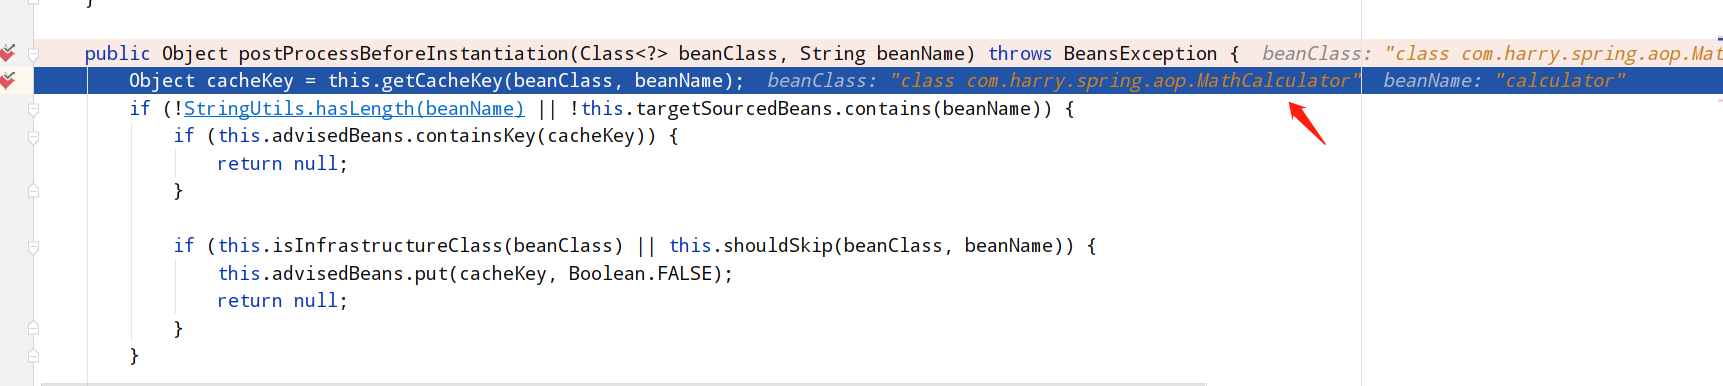 }
public Object postProcessBeforeInstantiation(Class<?> beanClass, String beanName) throws BeansException {  beanClass: "class com.harry.spring.aop.Mat
Object cacheKey = this.getCacheKey(beanClass, beanName);  beanClass: "class com.harry.spring.aop.MathCalculator"  beanName: "calculator"
if (!StringUtils.hasLength(beanName) || !this.targetSourcedBeans.contains(beanName)) {
if (this.advisedBeans.containsKey(cacheKey)) {
return null;
}
if (this.isInfrastructureClass(beanClass) || this.shouldSkip(beanClass, beanName)) {
this.advisedBeans.put(cacheKey, Boolean.FALSE);
return null;
}
}